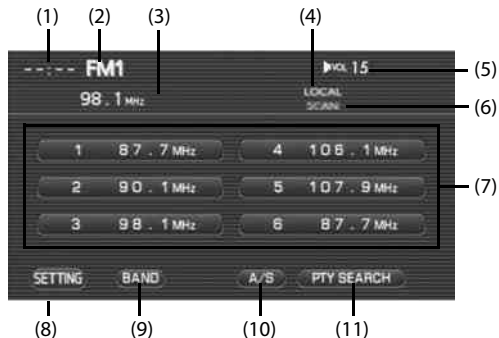 (1) (2) (3) (4)
--:-- FM1 VOL 15 (5)
98.1 MHz LOCAL
SCAN (6)
1 87.7 MHz 4 106.1 MHz
2 90.1 MHz 5 107.9 MHz (7)
3 98.1 MHz 6 87.7 MHz
SETTING BAND A/S PTY SEARCH
(8) (9) (10) (11)